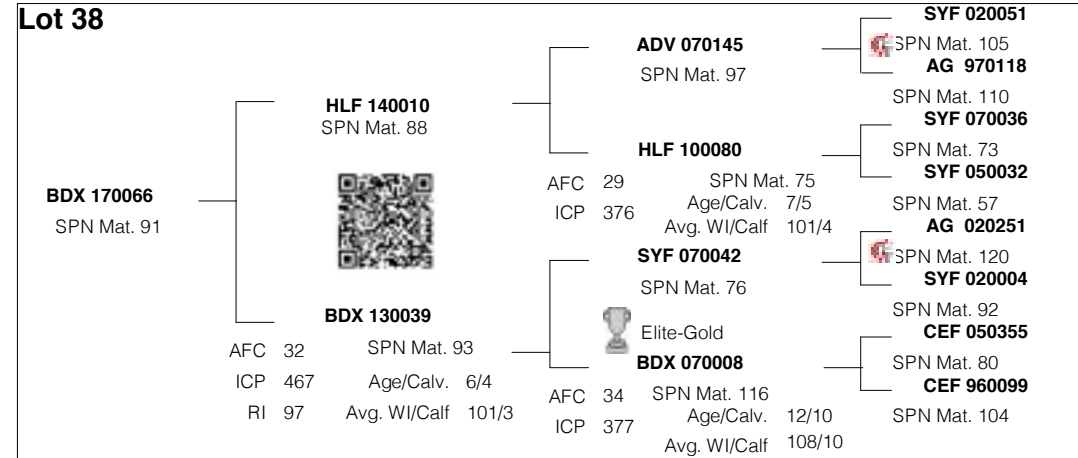 Lot 38
BDX 170066
SPN Mat. 91
HLF 140010
SPN Mat. 88
BDX 130039
AFC 32 SPN Mat. 93
ICP 467 Age/Calv. 6/4
RI 97 Avg. WI/Calf 101/3
ADV 070145
SPN Mat. 97
HLF 100080
AFC 29 SPN Mat. 75
ICP 376 Age/Calv. 7/5
Avg. WI/Calf 101/4
SYF 070042
SPN Mat. 76
Elite-Gold
BDX 070008
AFC 34 SPN Mat. 116
ICP 377 Age/Calv. 12/10
Avg. WI/Calf 108/10
SYF 020051
SPN Mat. 105
AG 970118
SPN Mat. 110
SYF 070036
SPN Mat. 73
SYF 050032
SPN Mat. 57
AG 020251
SPN Mat. 120
SYF 020004
SPN Mat. 92
CEF 050355
SPN Mat. 80
CEF 960099
SPN Mat. 104